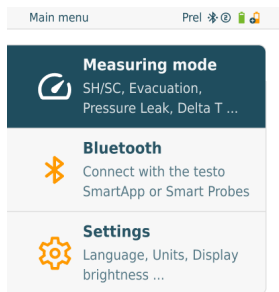 Main menu Prel ②
Measuring mode
SH/SC, Evacuation,
Pressure Leak, Delta T ...
Bluetooth
Connect with the testo
SmartApp or Smart Probes
Settings
Language, Units, Display
brightness ...